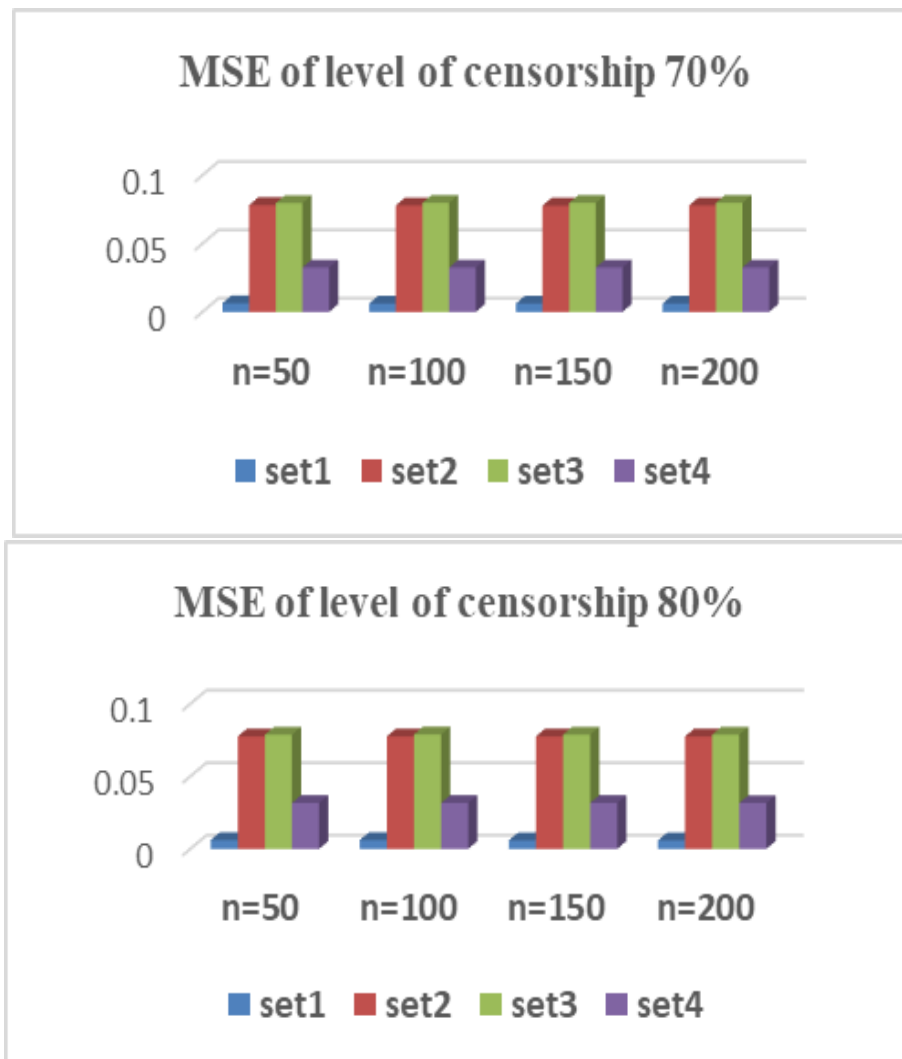 MSE of level of censorship 70%
0.1
0.05
0
n=50 n=100 n=150 n=200
set1 set2 set3 set4
MSE of level of censorship 80%
0.1
0.05
0
n=50 n=100 n=150 n=200
set1 set2 set3 set4